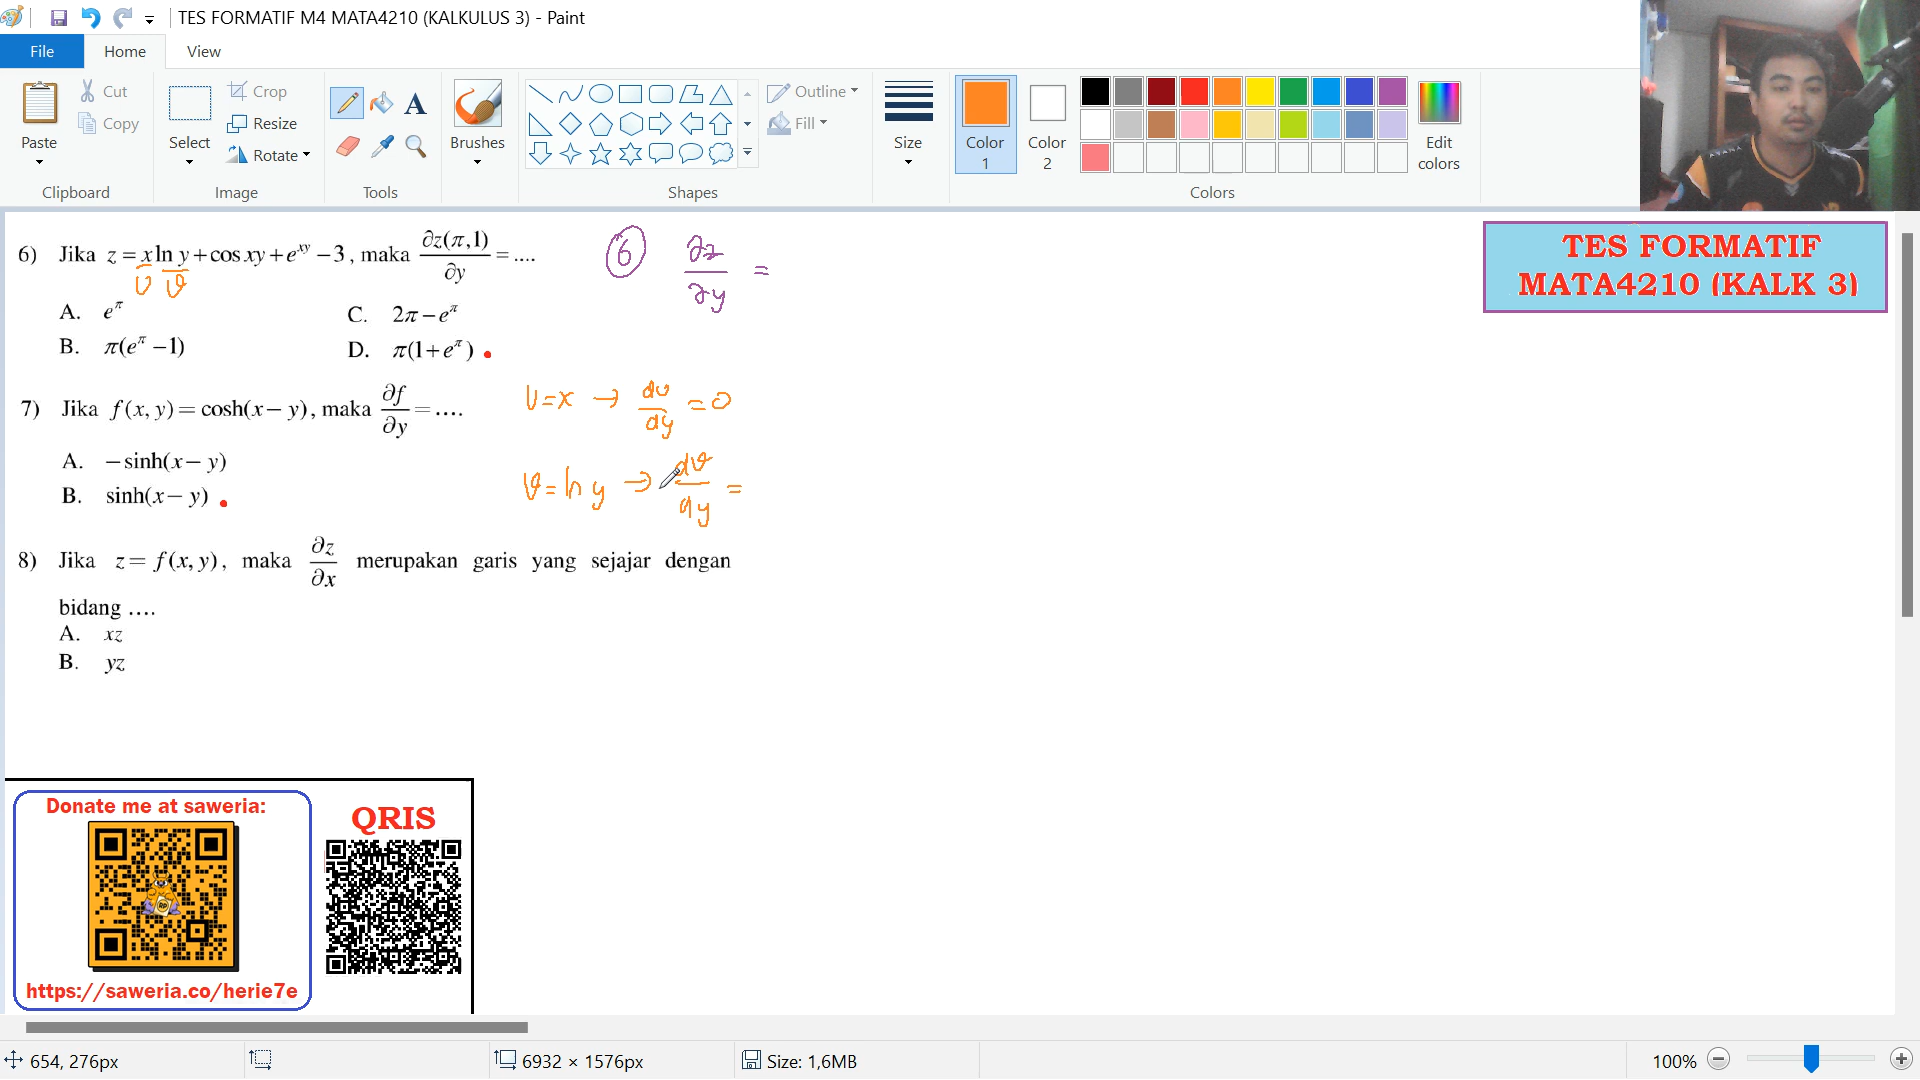 TES FORMATIF M4 MATA4210 (KALKULUS 3) - Paint
File
Home
View
Paste
Cut
Copy
Clipboard
Select
Crop
Resize
Rotate
Image
A
Tools
Brushes
Shapes
Outline
Fill
Size
Color 1
Color 2
Edit colors
Colors
TES FORMATIF
MATA4210 (KALK 3)
6) Jika z = x ln y + cos xy + e^{xy} − 3, maka ∂z(π,1)/∂y = ....
U V
A. e^π
B. π(e^π − 1)
C. 2π − e^π
D. π(1 + e^π)
6 ∂z/∂y =
7) Jika f(x, y) = cosh(x − y), maka ∂f/∂y = ....
A. −sinh(x − y)
B. sinh(x − y)
U = x → du/dy = 0
V = ln y → dv/dy =
8) Jika z = f(x, y), maka ∂z/∂x merupakan garis yang sejajar dengan
bidang ....
A. xz
B. yz
Donate me at saweria:
RP
https://saweria.co/herie7e
QRIS
654, 276px
6932 × 1576px
Size: 1,6MB
100%